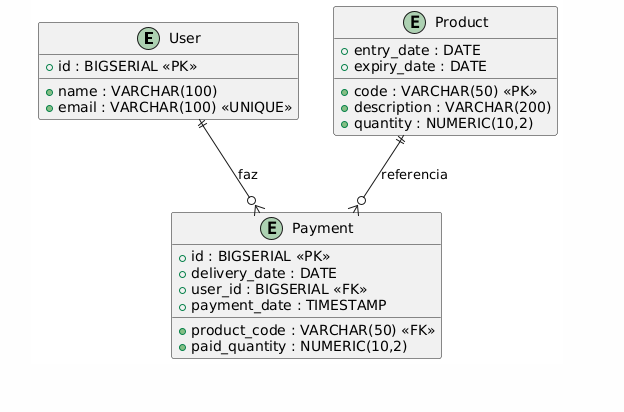 E User
id : BIGSERIAL «PK»
name : VARCHAR(100)
email : VARCHAR(100) «UNIQUE»
E Product
entry_date : DATE
expiry_date : DATE
code : VARCHAR(50) «PK»
description : VARCHAR(200)
quantity : NUMERIC(10,2)
faz
referencia
E Payment
id : BIGSERIAL «PK»
delivery_date : DATE
user_id : BIGSERIAL «FK»
payment_date : TIMESTAMP
product_code : VARCHAR(50) «FK»
paid_quantity : NUMERIC(10,2)